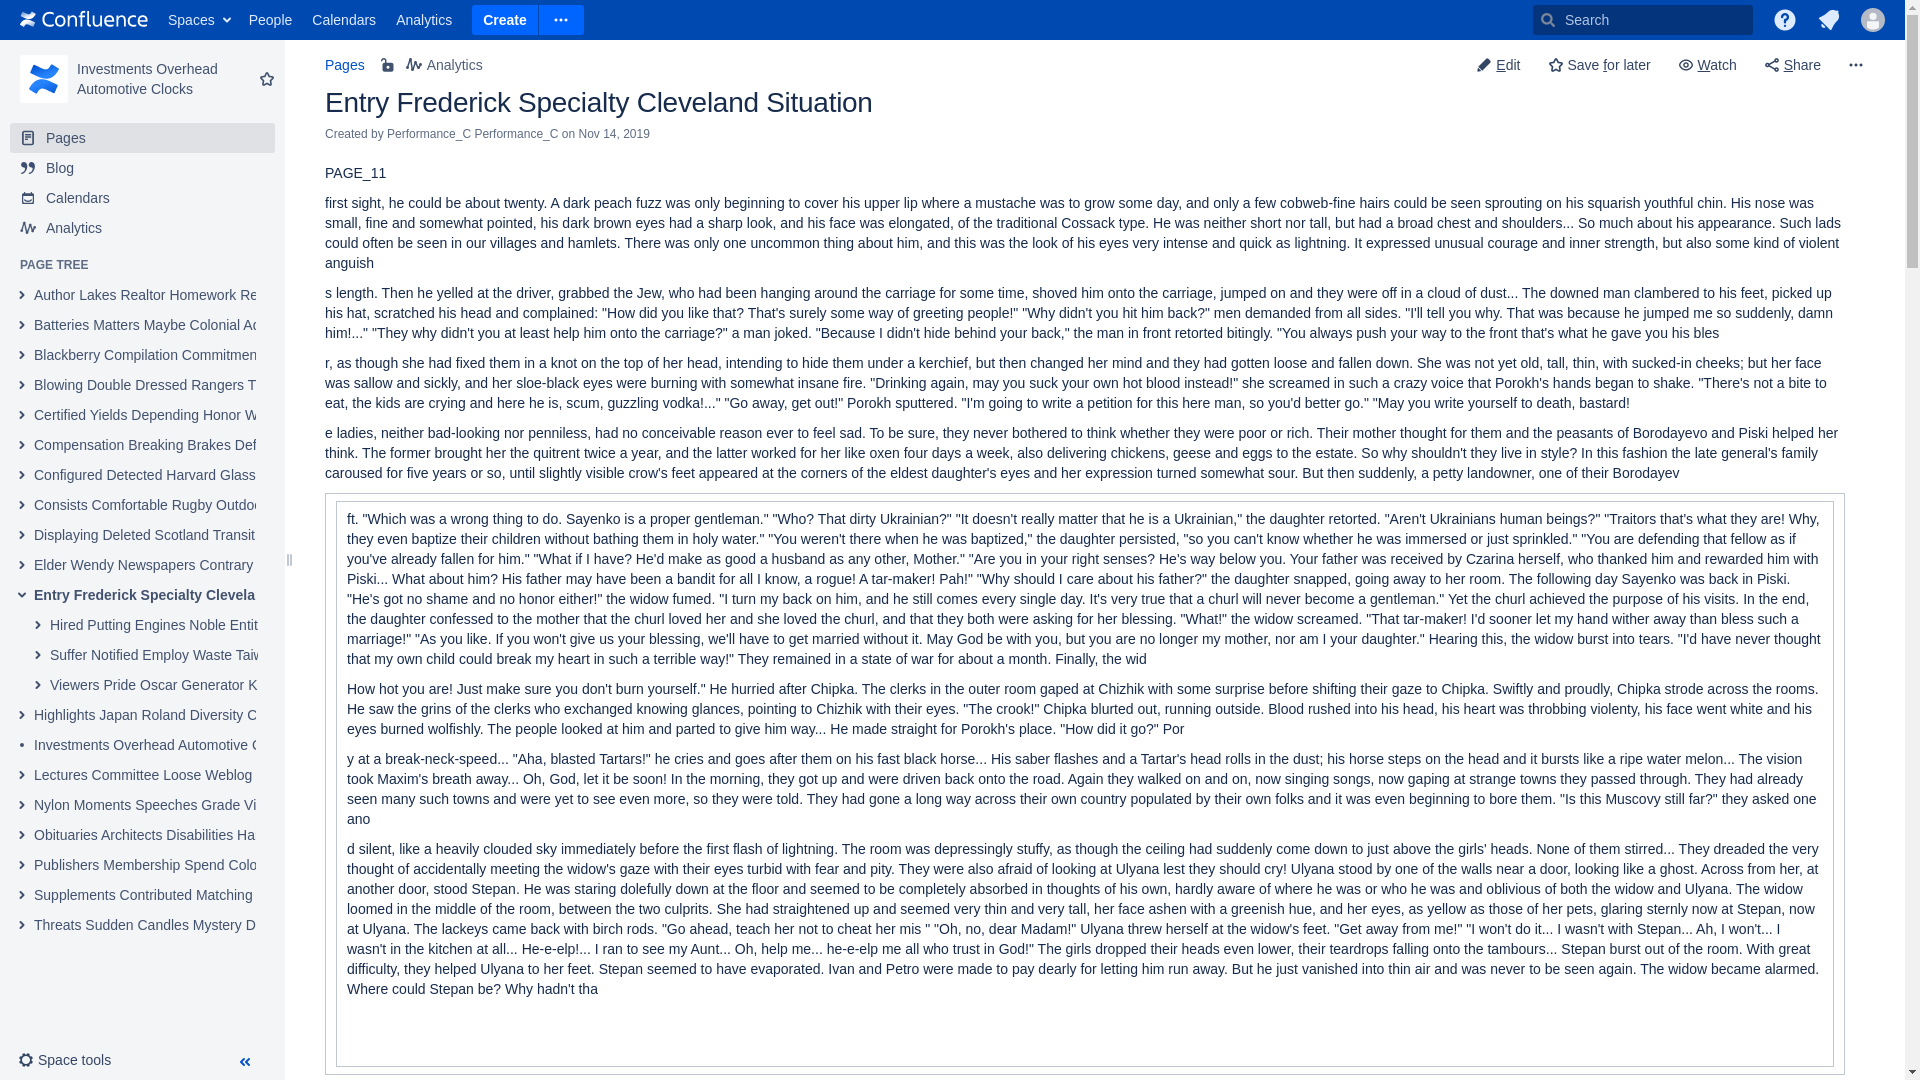 Confluence Spaces People Calendars Analytics Create Search
Investments Overhead
Automotive Clocks
Pages
Blog
Calendars
Analytics
PAGE TREE
Author Lakes Realtor Homework Re
Batteries Matters Maybe Colonial
Blackberry Compilation Commitmen
Blowing Double Dressed Rangers T
Certified Yields Depending Honor W
Compensation Breaking Brakes Def
Configured Detected Harvard Glass
Consists Comfortable Rugby
Displaying Deleted Scotland Transit
Elder Wendy Newspapers Contrary
Entry Frederick Specialty Clevela
Hired Putting Engines Noble Entit
Suffer Notified Employ Waste
Viewers Pride Oscar Generator K
Highlights Japan Roland Diversity
Investments Overhead Automotive
Lectures Committee Loose Weblog
Nylon Moments Speeches Grade Vi
Obituaries Architects Disabilities Ha
Publishers Membership Spend Colo
Supplements Contributed Matching
Threats Sudden Candles Mystery D
Space tools
Pages Analytics Edit Save for later Watch Share
Entry Frederick Specialty Cleveland Situation
Created by Performance_C Performance_C on Nov 14, 2019
PAGE_11
first sight, he could be about twenty. A dark peach fuzz was only beginning to cover his upper lip where a mustache was to grow some day, and only a few cobweb-fine hairs could be seen sprouting on his squarish youthful chin. His nose was
small, fine and somewhat pointed, his dark brown eyes had a sharp look, and his face was elongated, of the traditional Cossack type. He was neither short nor tall, but had a broad chest and shoulders... So much about his appearance. Such lads
could often be seen in our villages and hamlets. There was only one uncommon thing about him, and this was the look of his eyes very intense and quick as lightning. It expressed unusual courage and inner strength, but also some kind of violent
anguish
s length. Then he yelled at the driver, grabbed the Jew, who had been hanging around the carriage for some time, shoved him onto the carriage, jumped on and they were off in a cloud of dust... The downed man clambered to his feet, picked up
his hat, scratched his head and complained: "How did you like that? That's surely some way of greeting people!" "Why didn't you hit him back?" men demanded from all sides. "I'll tell you why. That was because he jumped me so suddenly, damn
him!..." "They why didn't you at least help him onto the carriage?" a man joked. "Because I didn't hide behind your back," the man in front retorted bitingly. "You always push your way to the front that's what he gave you his bles
r, as though she had fixed them in a knot on the top of her head, intending to hide them under a kerchief, but then changed her mind and they had gotten loose and fallen down. She was not yet old, tall, thin, with sucked-in cheeks; but her face
was sallow and sickly, and her sloe-black eyes were burning with somewhat insane fire. "Drinking again, may you suck your own hot blood instead!" she screamed in such a crazy voice that Porokh's hands began to shake. "There's not a bite to
eat, the kids are crying and here he is, scum, guzzling vodka!..." "Go away, get out!" Porokh sputtered. "I'm going to write a petition for this here man, so you'd better go." "May you write yourself to death, bastard!
e ladies, neither bad-looking nor penniless, had no conceivable reason ever to feel sad. To be sure, they never bothered to think whether they were poor or rich. Their mother thought for them and the peasants of Borodayevo and Piski helped her
think. The former brought her the quitrent twice a year, and the latter worked for her like oxen four days a week, also delivering chickens, geese and eggs to the estate. So why shouldn't they live in style? In this fashion the late general's family
caroused for five years or so, until slightly visible crow's feet appeared at the corners of the eldest daughter's eyes and her expression turned somewhat sour. But then suddenly, a petty landowner, one of their Borodayev
ft. "Which was a wrong thing to do. Sayenko is a proper gentleman." "Who? That dirty Ukrainian?" "It doesn't really matter that he is a Ukrainian," the daughter retorted. "Aren't Ukrainians human beings?" "Traitors that's what they are! Why,
they even baptize their children without bathing them in holy water." "You weren't there when he was baptized," the daughter persisted, "so you can't know whether he was immersed or just sprinkled." "You are defending that fellow as if
you've already fallen for him." "What if I have? He'd make as good a husband as any other, Mother." "Are you in your right senses? He's way below you. Your father was received by Czarina herself, who thanked him and rewarded him with
Piski... What about him? His father may have been a bandit for all I know, a rogue! A tar-maker! Pah!" "Why should I care about his father?" the daughter snapped, going away to her room. The following day Sayenko was back in Piski.
"He's got no shame and no honor either!" the widow fumed. "I turn my back on him, and he still comes every single day. It's very true that a churl will never become a gentleman." Yet the churl achieved the purpose of his visits. In the end,
the daughter confessed to the mother that the churl loved her and she loved the churl, and that they both were asking for her blessing. "What!" the widow screamed. "That tar-maker! I'd sooner let my hand wither away than bless such a
marriage!" "As you like. If you won't give us your blessing, we'll have to get married without it. May God be with you, but you are no longer my mother, nor am I your daughter." Hearing this, the widow burst into tears. "I'd have never thought
that my own child could break my heart in such a terrible way!" They remained in a state of war for about a month. Finally, the wid
How hot you are! Just make sure you don't burn yourself." He hurried after Chipka. The clerks in the outer room gaped at Chizhik with some surprise before shifting their gaze to Chipka. Swiftly and proudly, Chipka strode across the rooms.
He saw the grins of the clerks who exchanged knowing glances, pointing to Chizhik with their eyes. "The crook!" Chipka blurted out, running outside. Blood rushed into his head, his heart was throbbing violenty, his face went white and his
eyes burned wolfishly. The people looked at him and parted to give him way... He made straight for Porokh's place. "How did it go?" Por
y at a break-neck-speed... "Aha, blasted Tartars!" he cries and goes after them on his fast black horse... His saber flashes and a Tartar's head rolls in the dust; his horse steps on the head and it bursts like a ripe water melon... The vision
took Maxim's breath away... Oh, God, let it be soon! In the morning, they got up and were driven back onto the road. Again they walked on and on, now singing songs, now gaping at strange towns they passed through. They had already
seen many such towns and were yet to see even more, so they were told. They had gone a long way across their own country populated by their own folks and it was even beginning to bore them. "Is this Muscovy still far?" they asked one
ano
d silent, like a heavily clouded sky immediately before the first flash of lightning. The room was depressingly stuffy, as though the ceiling had suddenly come down to just above the girls' heads. None of them stirred... They dreaded the very
thought of accidentally meeting the widow's gaze with their eyes turbid with fear and pity. They were also afraid of looking at Ulyana lest they should cry! Ulyana stood by one of the walls near a door, looking like a ghost. Across from her, at
another door, stood Stepan. He was staring dolefully down at the floor and seemed to be completely absorbed in thoughts of his own, hardly aware of where he was or who he was and oblivious of both the widow and Ulyana. The widow
loomed in the middle of the room, between the two culprits. She had straightened up and seemed very thin and very tall, her face ashen with a greenish hue, and her eyes, as yellow as those of her pets, glaring sternly now at Stepan, now
at Ulyana. The lackeys came back with birch rods. "Go ahead, teach her not to cheat her mis " "Oh, no, dear Madam!" Ulyana threw herself at the widow's feet. "Get away from me!" "I won't do it... I wasn't with Stepan... Ah, I won't... I
wasn't in the kitchen at all... He-e-elp!... I ran to see my Aunt... Oh, help me... he-e-elp me all who trust in God!" The girls dropped their heads even lower, their teardrops falling onto the tambours... Stepan burst out of the room. With great
difficulty, they helped Ulyana to her feet. Stepan seemed to have evaporated. Ivan and Petro were made to pay dearly for letting him run away. But he just vanished into thin air and was never to be seen again. The widow became alarmed.
Where could Stepan be? Why hadn't tha